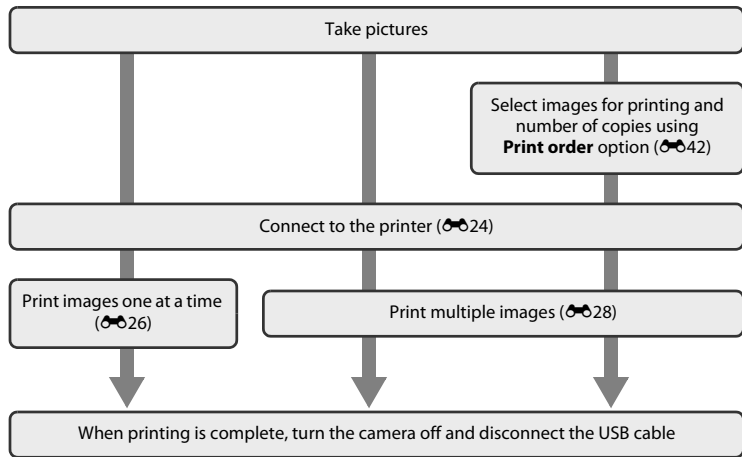 Take pictures
Select images for printing and
number of copies using
Print order option (42)
Connect to the printer (24)
Print images one at a time
(26)
Print multiple images (28)
When printing is complete, turn the camera off and disconnect the USB cable